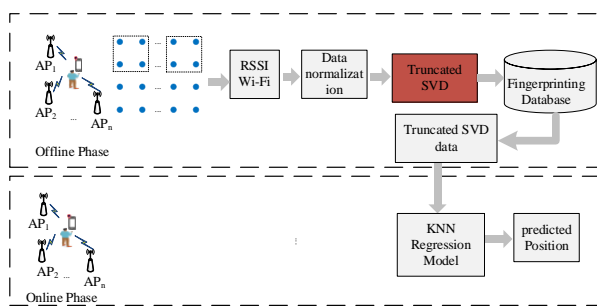 AP1
AP2
...
APn
Offline Phase
...
...
...
...
RSSI
Wi-Fi
Data
normalizat
ion
Truncated
SVD
Fingerprinting
Database
Truncated SVD
data
AP1
AP2 ...
APn
Online Phase
KNN
Regression
Model
predicted
Position